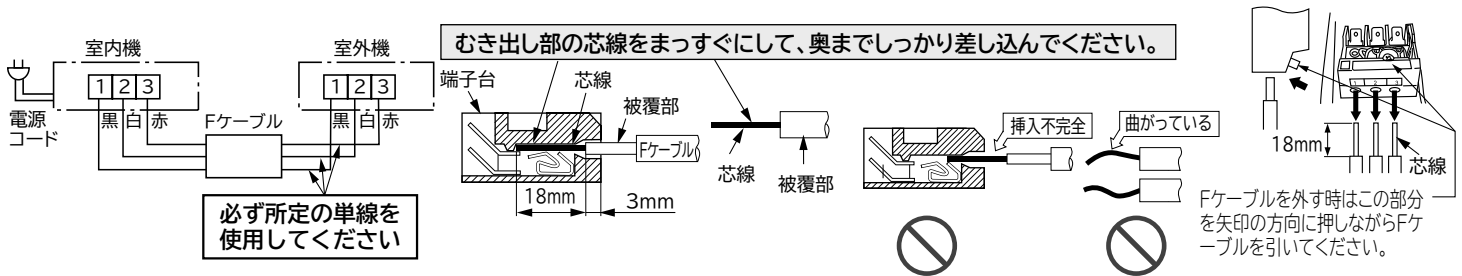 室内機
1 2 3
黒 白 赤
電源
コード
Fケーブル
室外機
1 2 3
黒 白 赤
必ず所定の単線を
使用してください
むき出し部の芯線をまっすぐにして、奥までしっかり差し込んでください。
端子台
芯線
被覆部
Fケーブル
18mm
3mm
芯線
被覆部
挿入不完全
曲がっている
1 2 3
18mm
芯線
Fケーブルを外す時はこの部分
を矢印の方向に押しながらFケ
ーブルを引いてください。